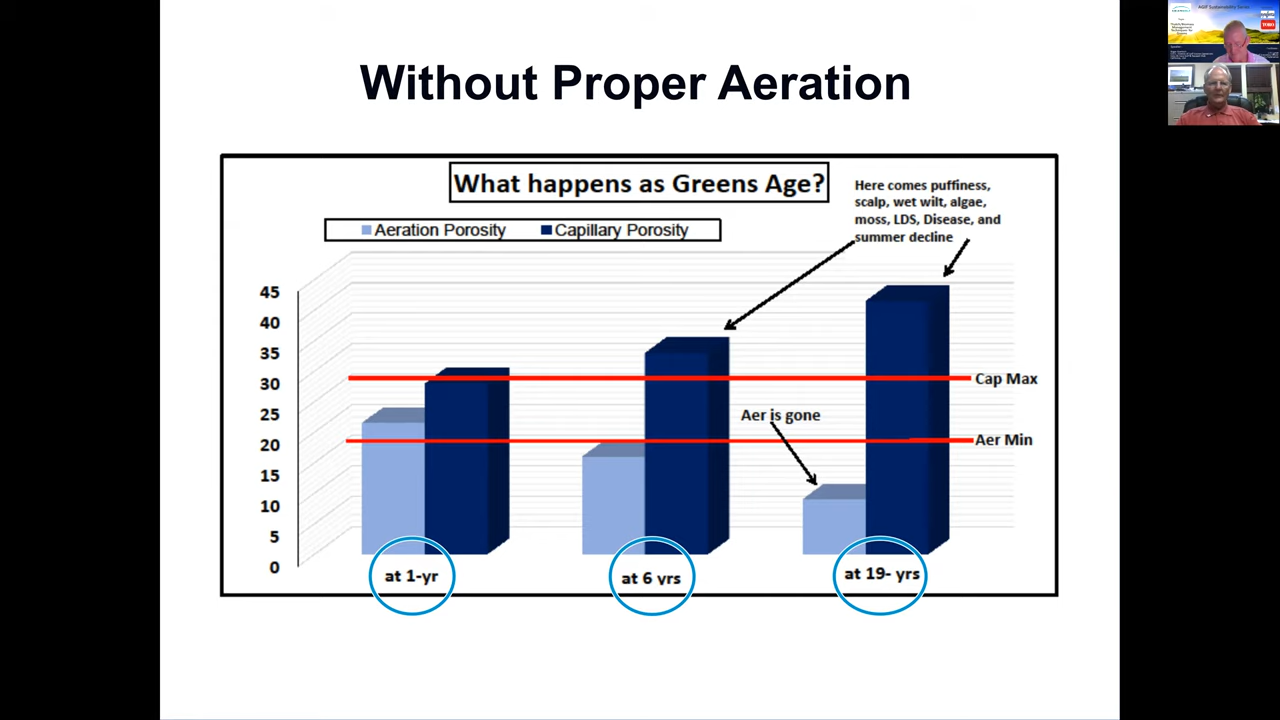 Without Proper Aeration
What happens as Greens Age?
Here comes puffiness,
scalp, wet wilt, algae,
moss, LDS, Disease, and
summer decline
Aeration Porosity
Capillary Porosity
45
40
35
30
25
20
15
10
5
0
Cap Max
Aer is gone
Aer Min
at 1-yr
at 6 yrs
at 19- yrs
TORO